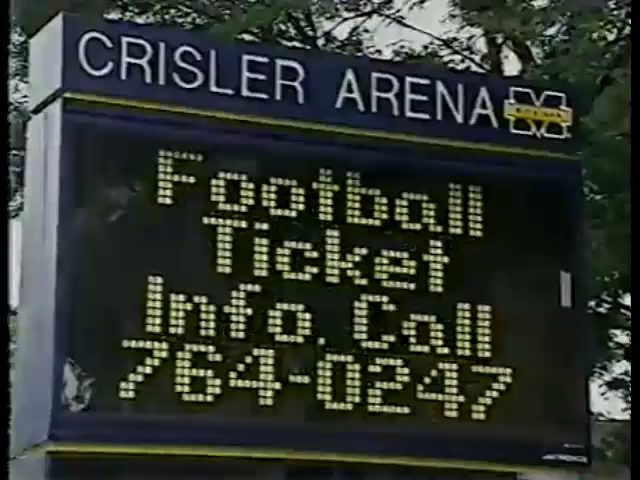 CRISLER ARENA
Football
Ticket
Info. Call
764-0247